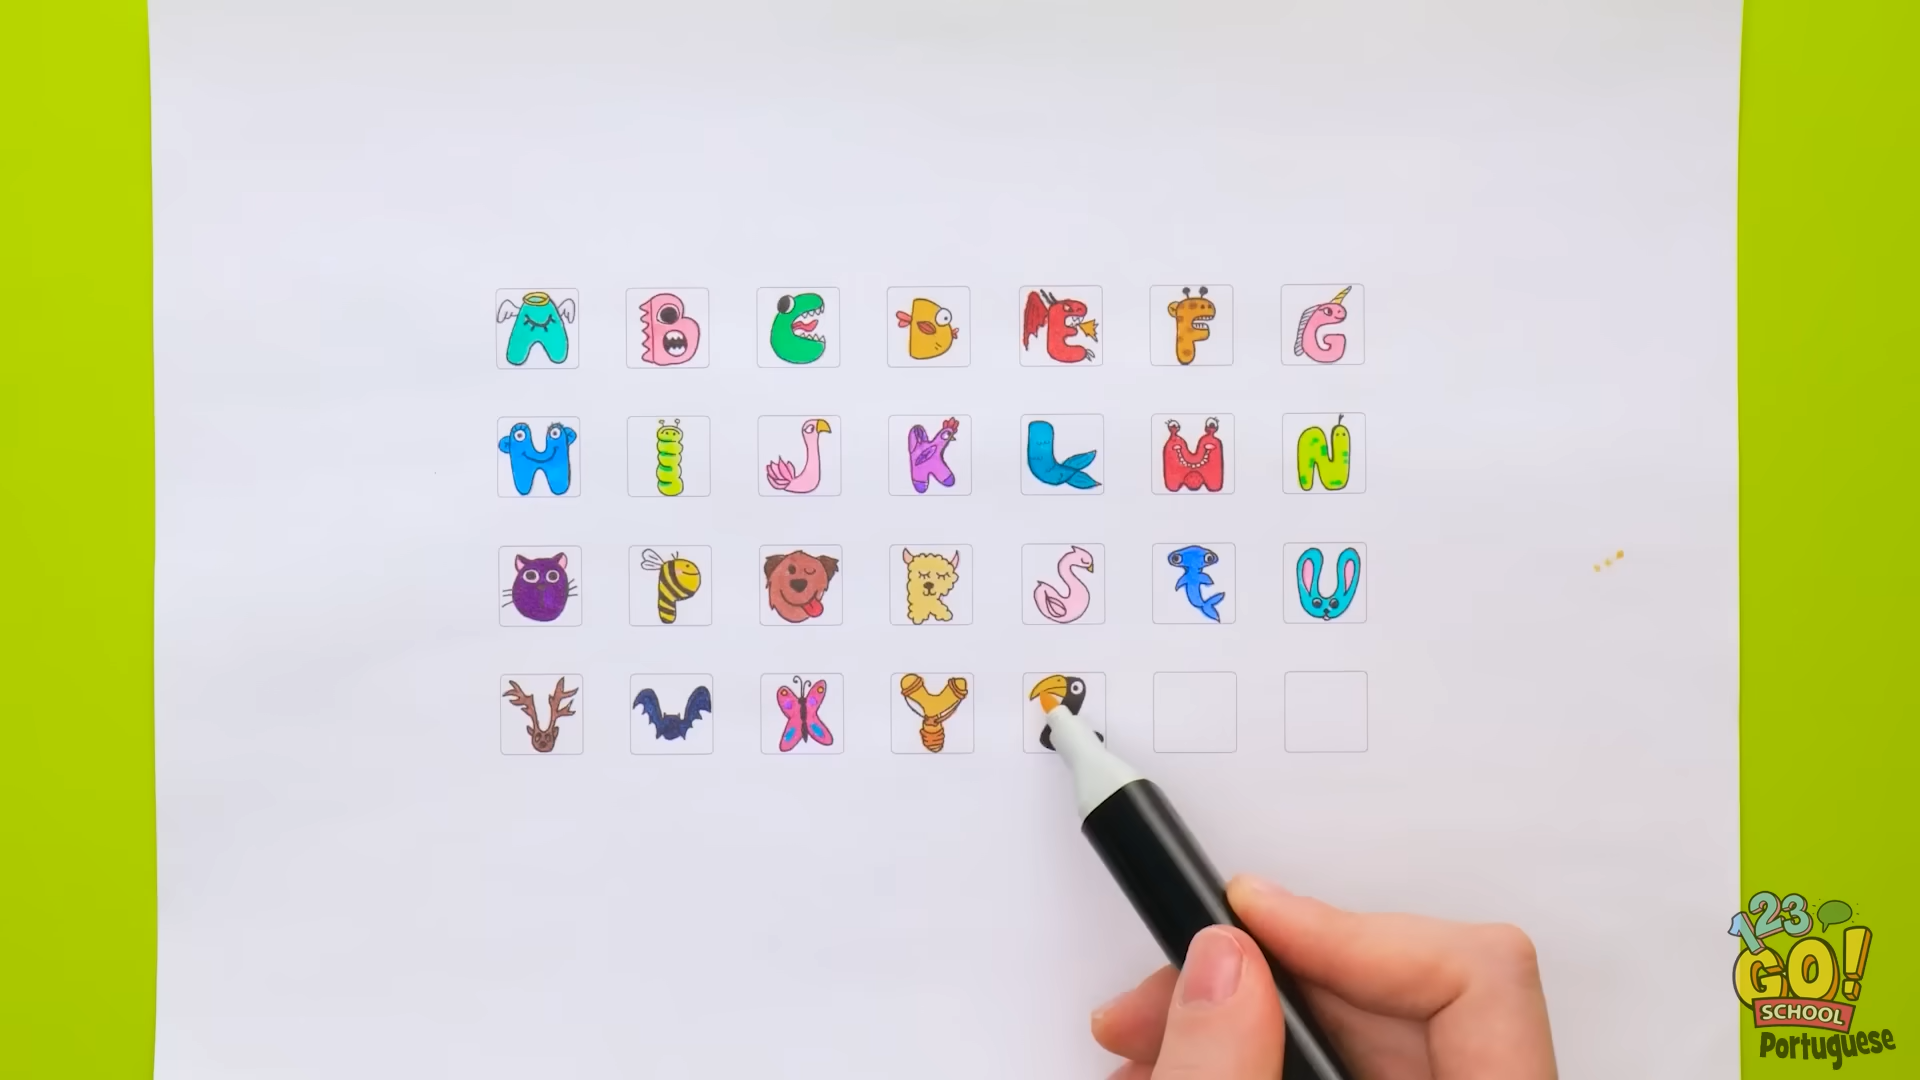 A B C D E F G
H I J K L M N
O P Q R S T U
V W X Y Z
123
GO!
SCHOOL
Portuguese